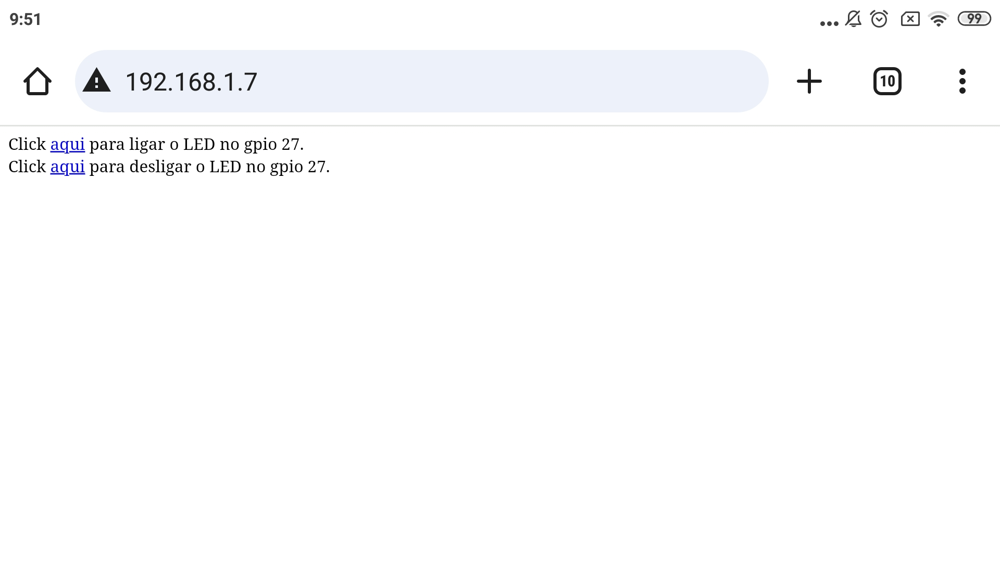 9:51
99
192.168.1.7
10
Click aqui para ligar o LED no gpio 27.
Click aqui para desligar o LED no gpio 27.